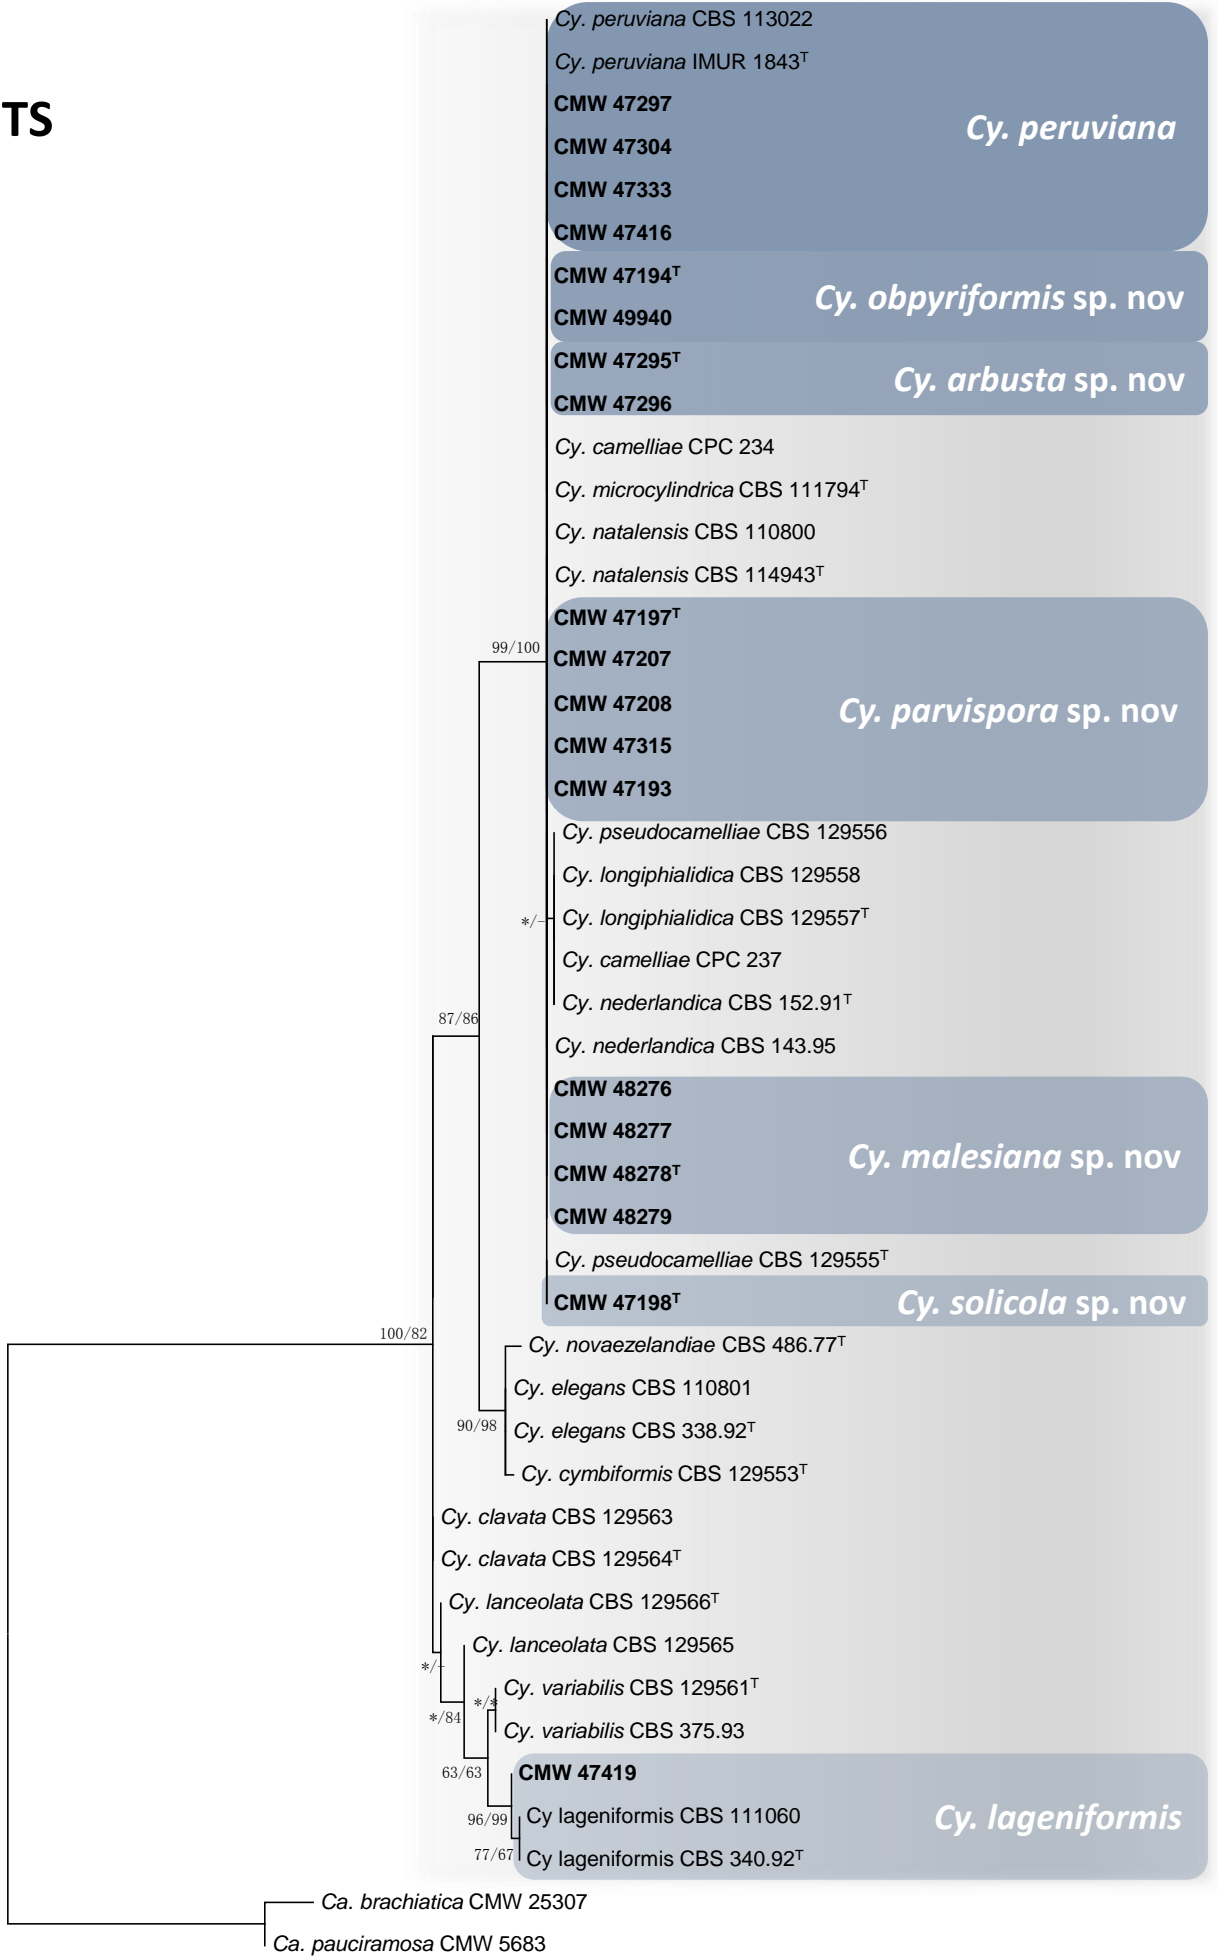 TS
Cy. peruviana CBS 113022
Cy. peruviana IMUR 1843ᵀ
CMW 47297
Cy. peruviana
CMW 47304
CMW 47333
CMW 47416
CMW 47194ᵀ
Cy. obpyriformis sp. nov
CMW 49940
CMW 47295ᵀ
Cy. arbusta sp. nov
CMW 47296
Cy. camelliae CPC 234
Cy. microcylindrica CBS 111794ᵀ
Cy. natalensis CBS 110800
Cy. natalensis CBS 114943ᵀ
CMW 47197ᵀ
99/100
CMW 47207
CMW 47208
Cy. parvispora sp. nov
CMW 47315
CMW 47193
Cy. pseudocamelliae CBS 129556
Cy. longiphialidica CBS 129558
Cy. longiphialidica CBS 129557ᵀ
*/-
Cy. camelliae CPC 237
Cy. nederlandica CBS 152.91ᵀ
87/86
Cy. nederlandica CBS 143.95
CMW 48276
CMW 48277
Cy. malesiana sp. nov
CMW 48278ᵀ
CMW 48279
Cy. pseudocamelliae CBS 129555ᵀ
CMW 47198ᵀ
Cy. solicola sp. nov
100/82
Cy. novaezelandiae CBS 486.77ᵀ
Cy. elegans CBS 110801
90/98
Cy. elegans CBS 338.92ᵀ
Cy. cymbiformis CBS 129553ᵀ
Cy. clavata CBS 129563
Cy. clavata CBS 129564ᵀ
Cy. lanceolata CBS 129566ᵀ
Cy. lanceolata CBS 129565
*/-
Cy. variabilis CBS 129561ᵀ
*/*
*/84
Cy. variabilis CBS 375.93
63/63
CMW 47419
96/99
Cy lageniformis CBS 111060
Cy. lageniformis
77/67
Cy lageniformis CBS 340.92ᵀ
Ca. brachiatica CMW 25307
Ca. pauciramosa CMW 5683